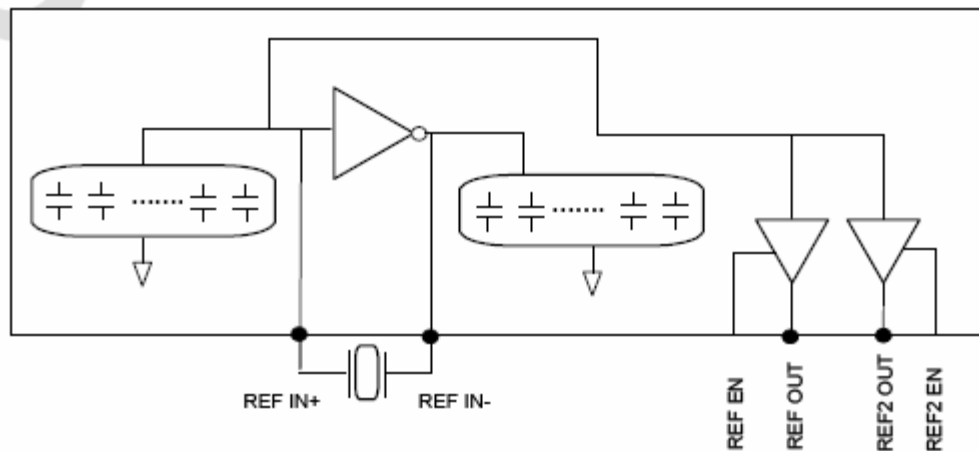 REF IN+
REF IN-
REF EN
REF OUT
REF2 OUT
REF2 EN